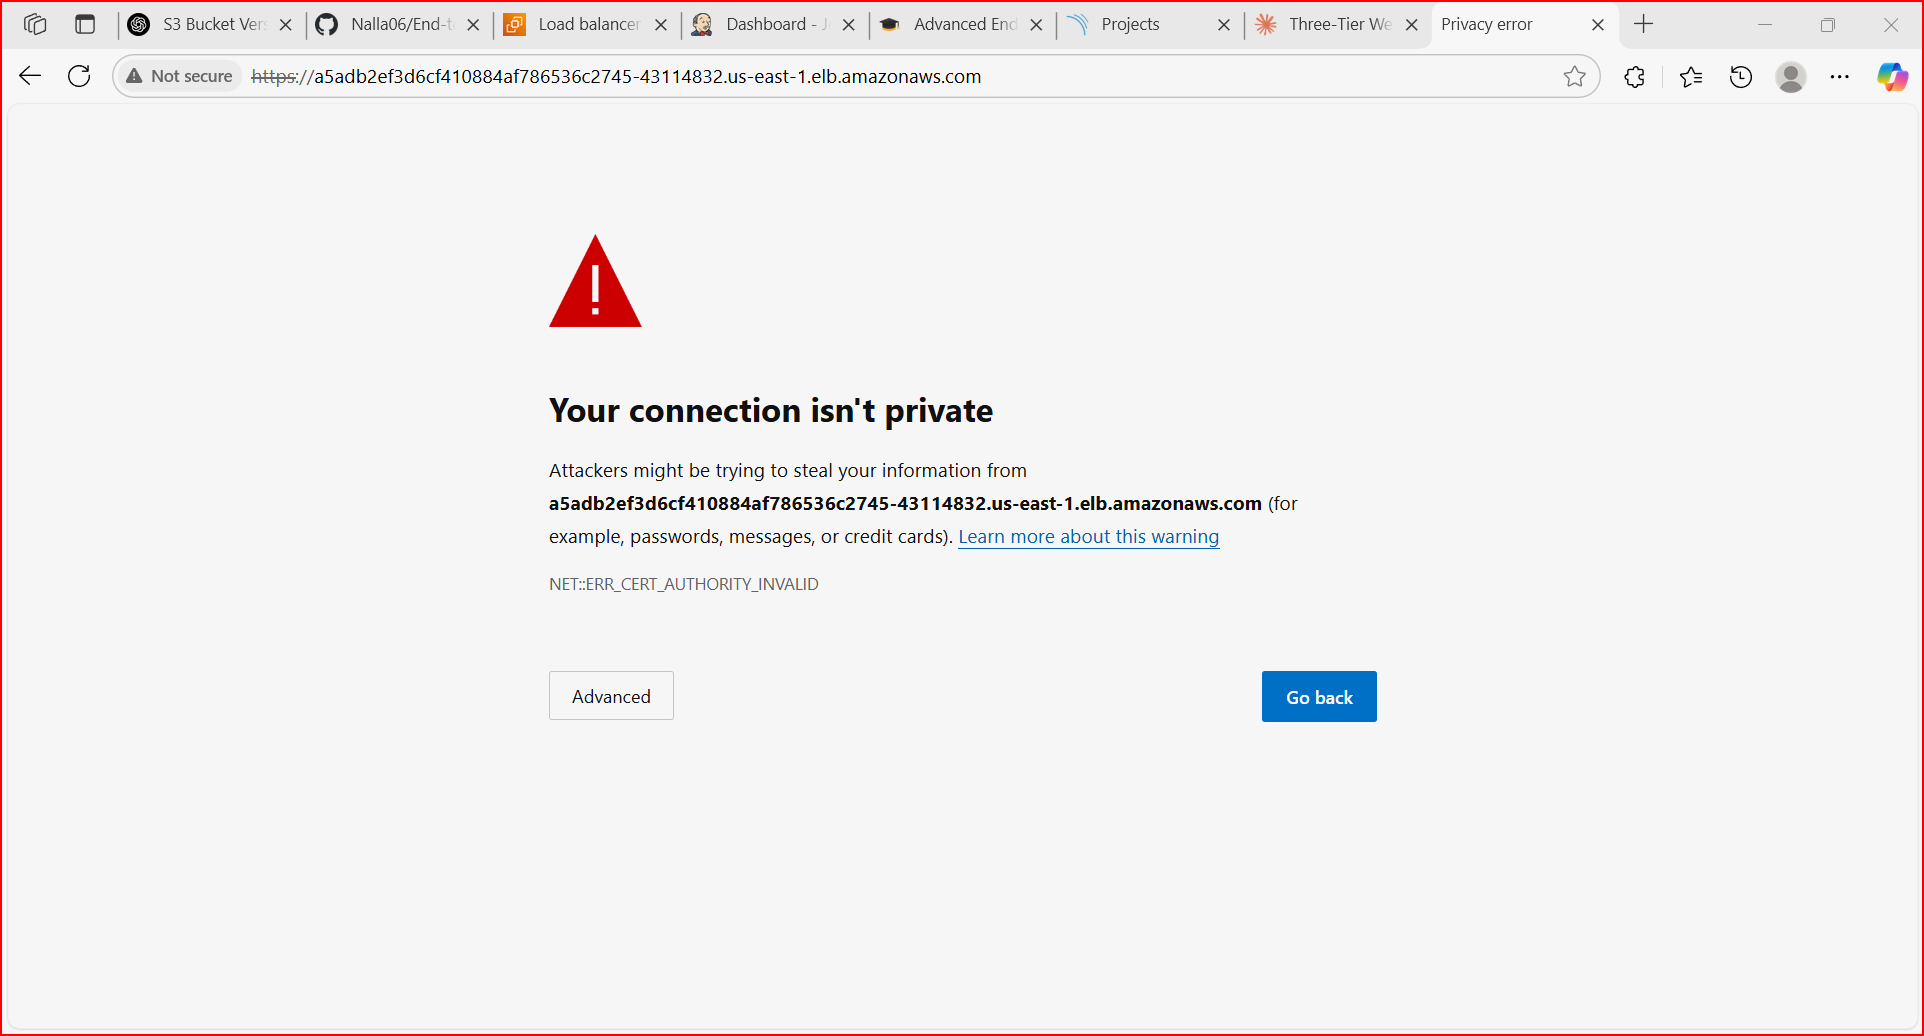 S3 Bucket Vers
Nalla06/End-t
Load balancer
Dashboard - J
Advanced End
Projects
Three-Tier We
Privacy error
Not secure
https://a5adb2ef3d6cf410884af786536c2745-43114832.us-east-1.elb.amazonaws.com
Your connection isn't private
Attackers might be trying to steal your information from
a5adb2ef3d6cf410884af786536c2745-43114832.us-east-1.elb.amazonaws.com (for
example, passwords, messages, or credit cards). Learn more about this warning
NET::ERR_CERT_AUTHORITY_INVALID
Advanced
Go back